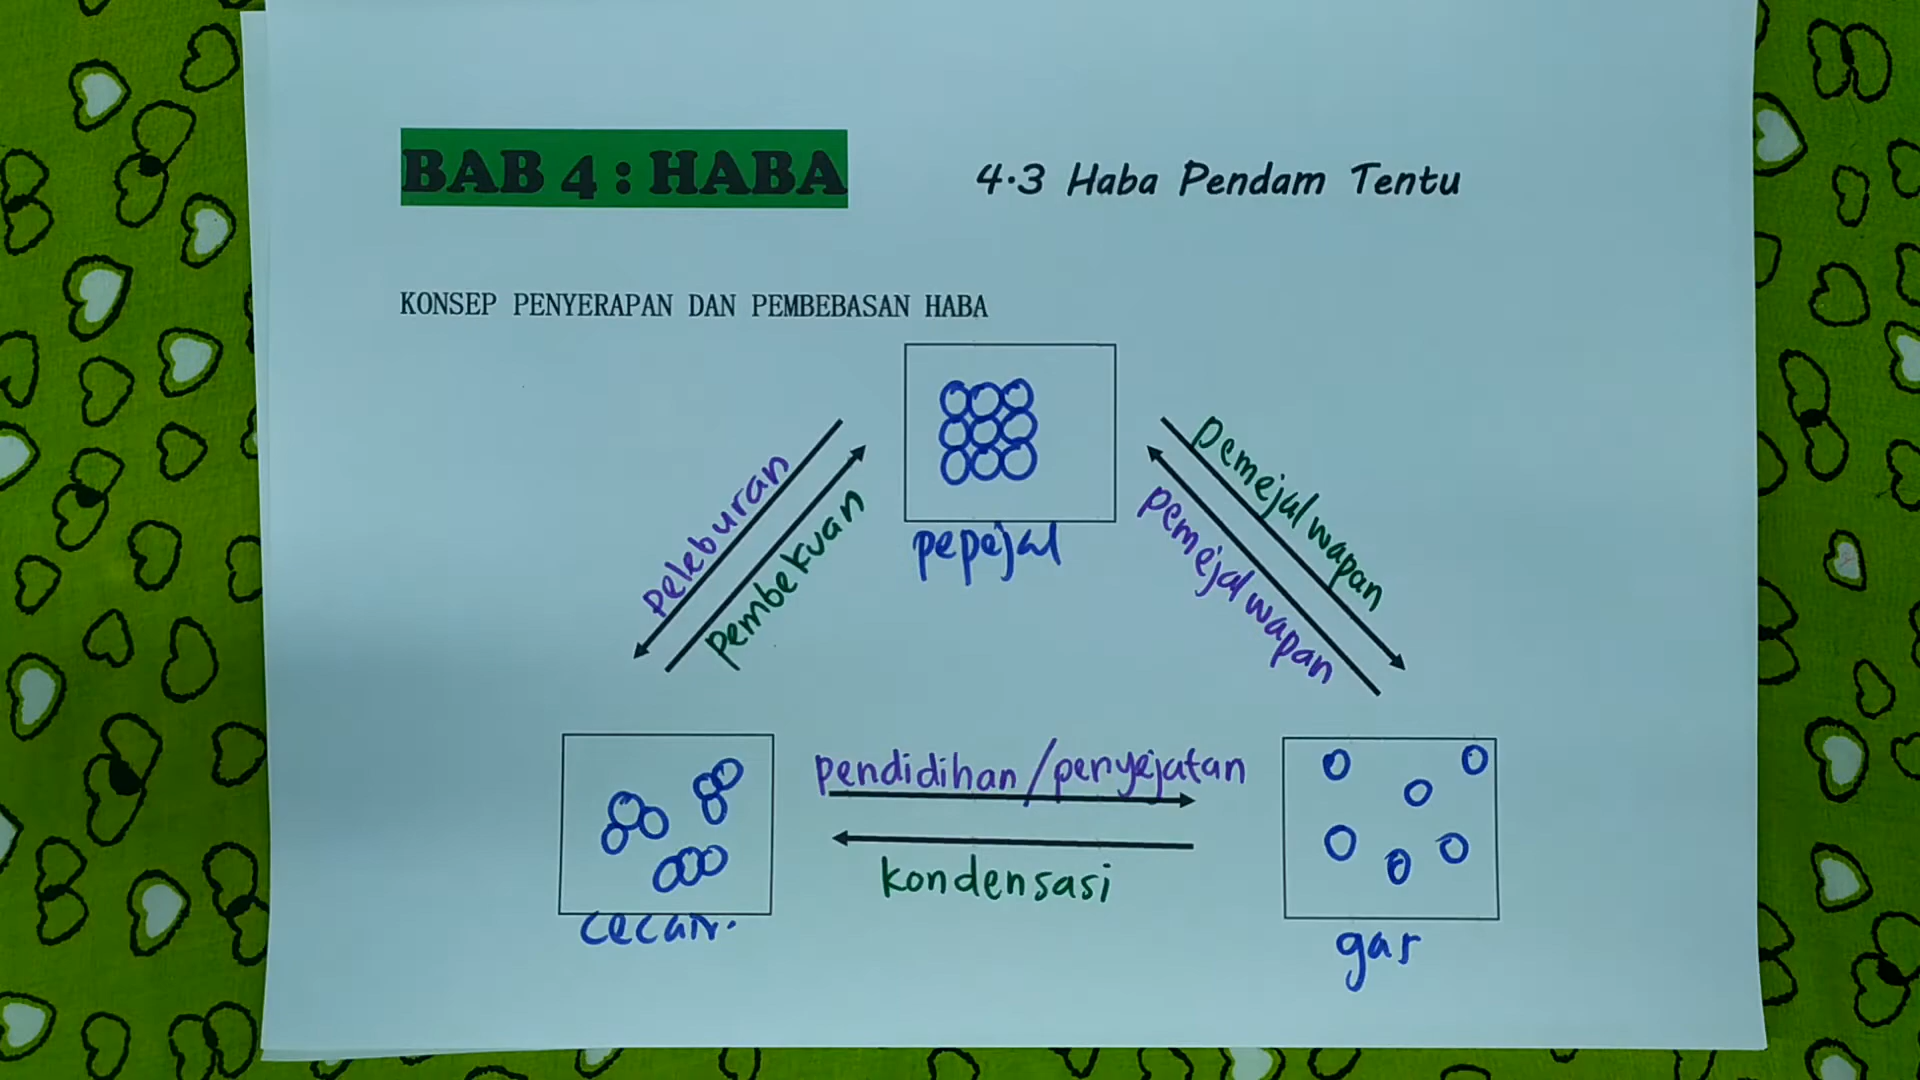 BAB 4 : HABA
4.3 Haba Pendam Tentu
KONSEP PENYERAPAN DAN PEMBEBASAN HABA
pepejal
peleburan
pembekuan
pemejalwapan
pemejalwapan
pendidihan/penyejatan
kondensasi
cecair
gas